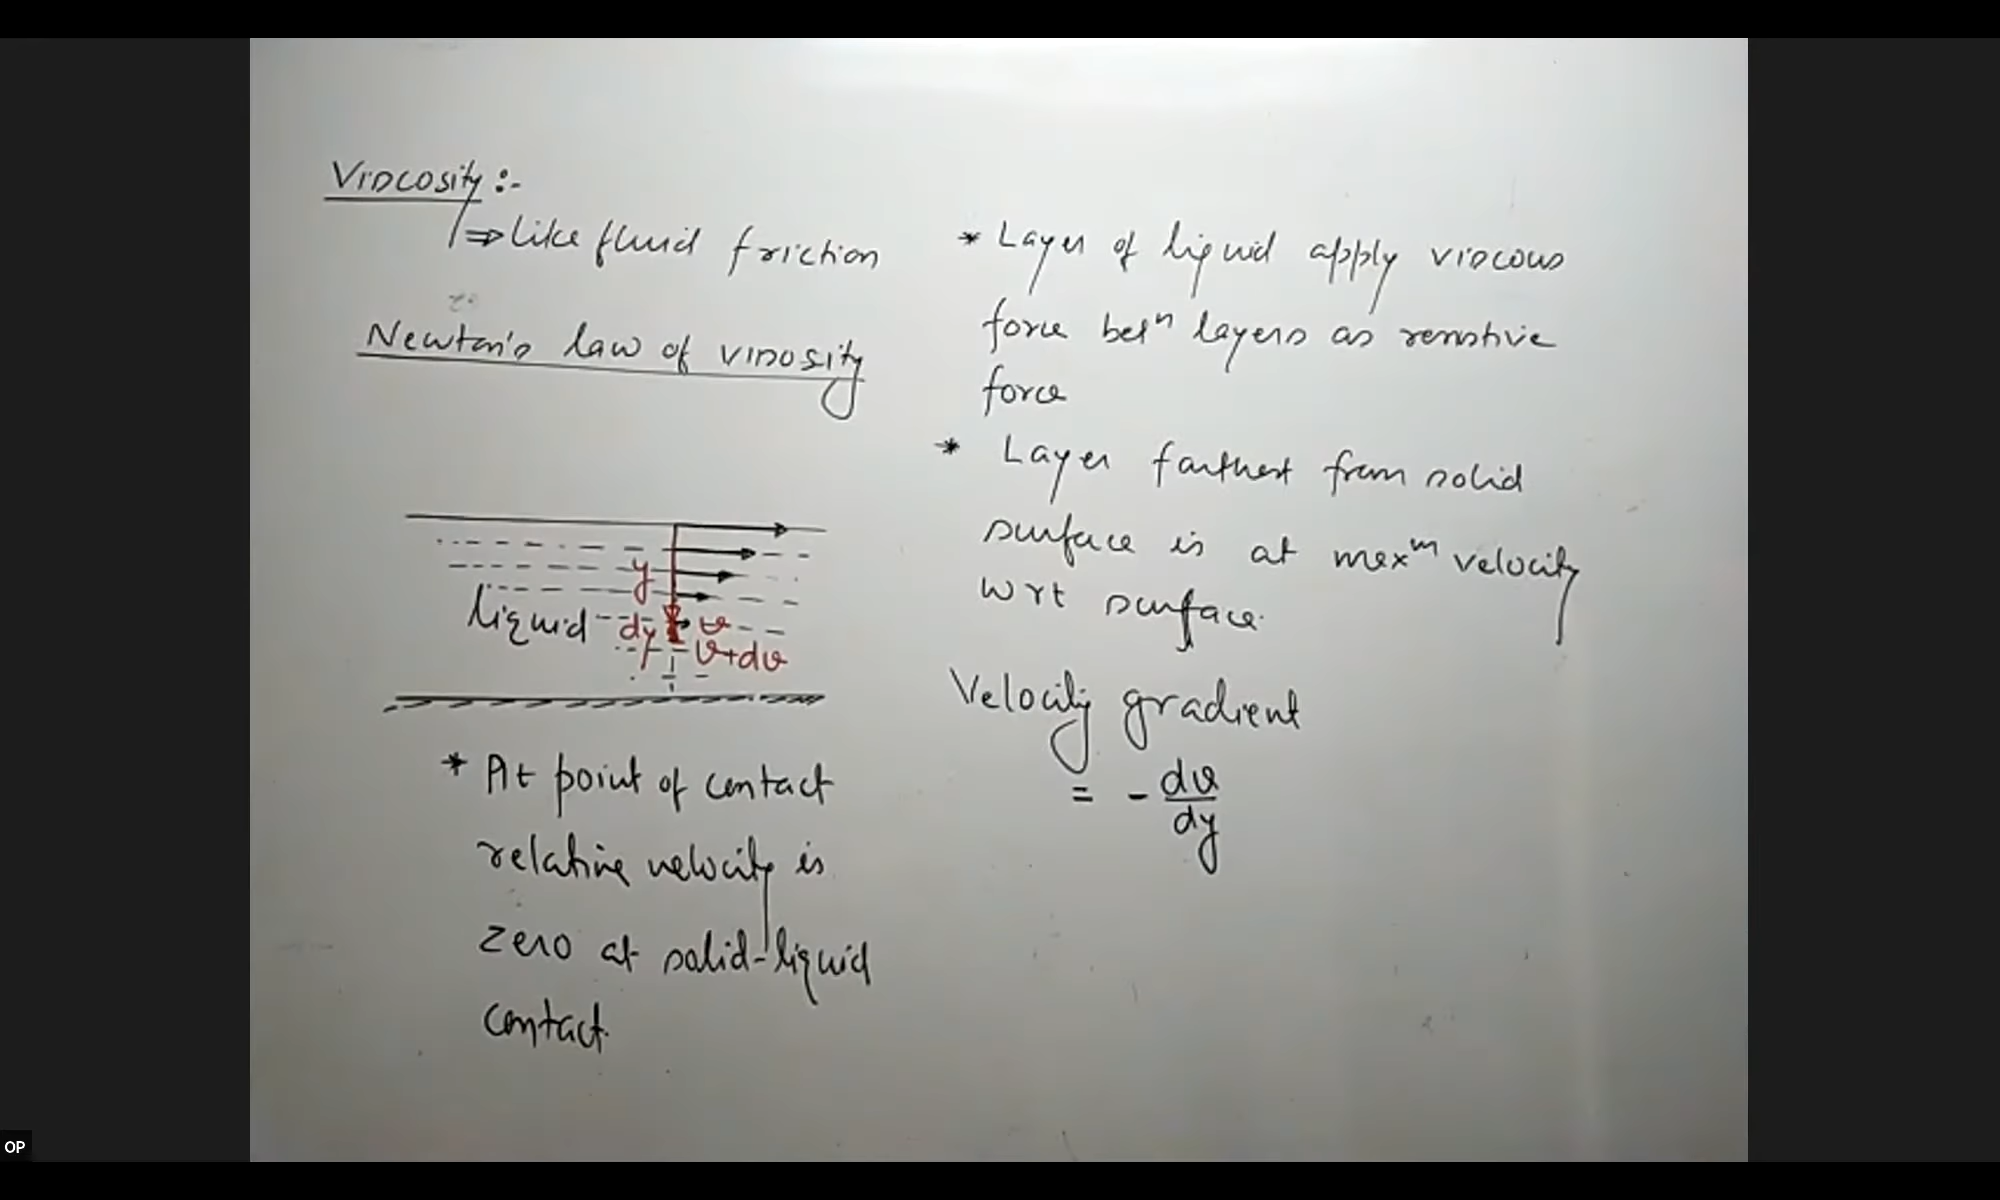 Viscosity :-
⇒ Like fluid friction
Newton's law of visosity
y
liquid
dy
v
v+dv
* At point of contact
relative velocity is
zero at solid-liquid
contact.
* Layer of liquid apply viscous
force betⁿ layers as resistive
force
* Layer farthest from solid
surface is at maxᵐ velocity
wrt surface.
Velocity gradient
= - dv/dy
OP